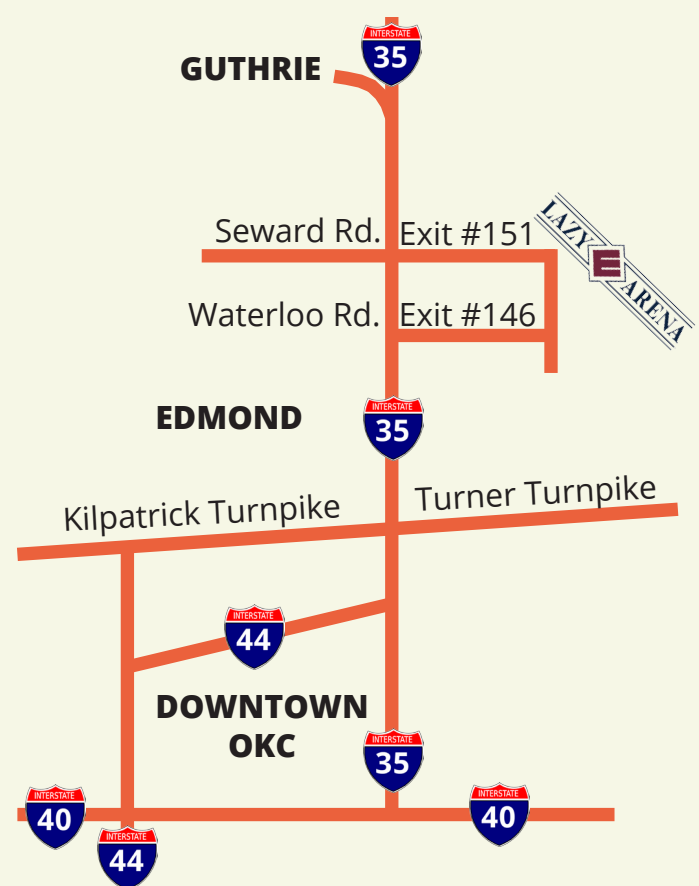 INTERSTATE
35
GUTHRIE
LAZY E ARENA
Seward Rd. Exit #151
Waterloo Rd. Exit #146
INTERSTATE
35
EDMOND
Kilpatrick Turnpike
Turner Turnpike
INTERSTATE
44
DOWNTOWN
OKC
INTERSTATE
35
INTERSTATE
40
INTERSTATE
40
INTERSTATE
44